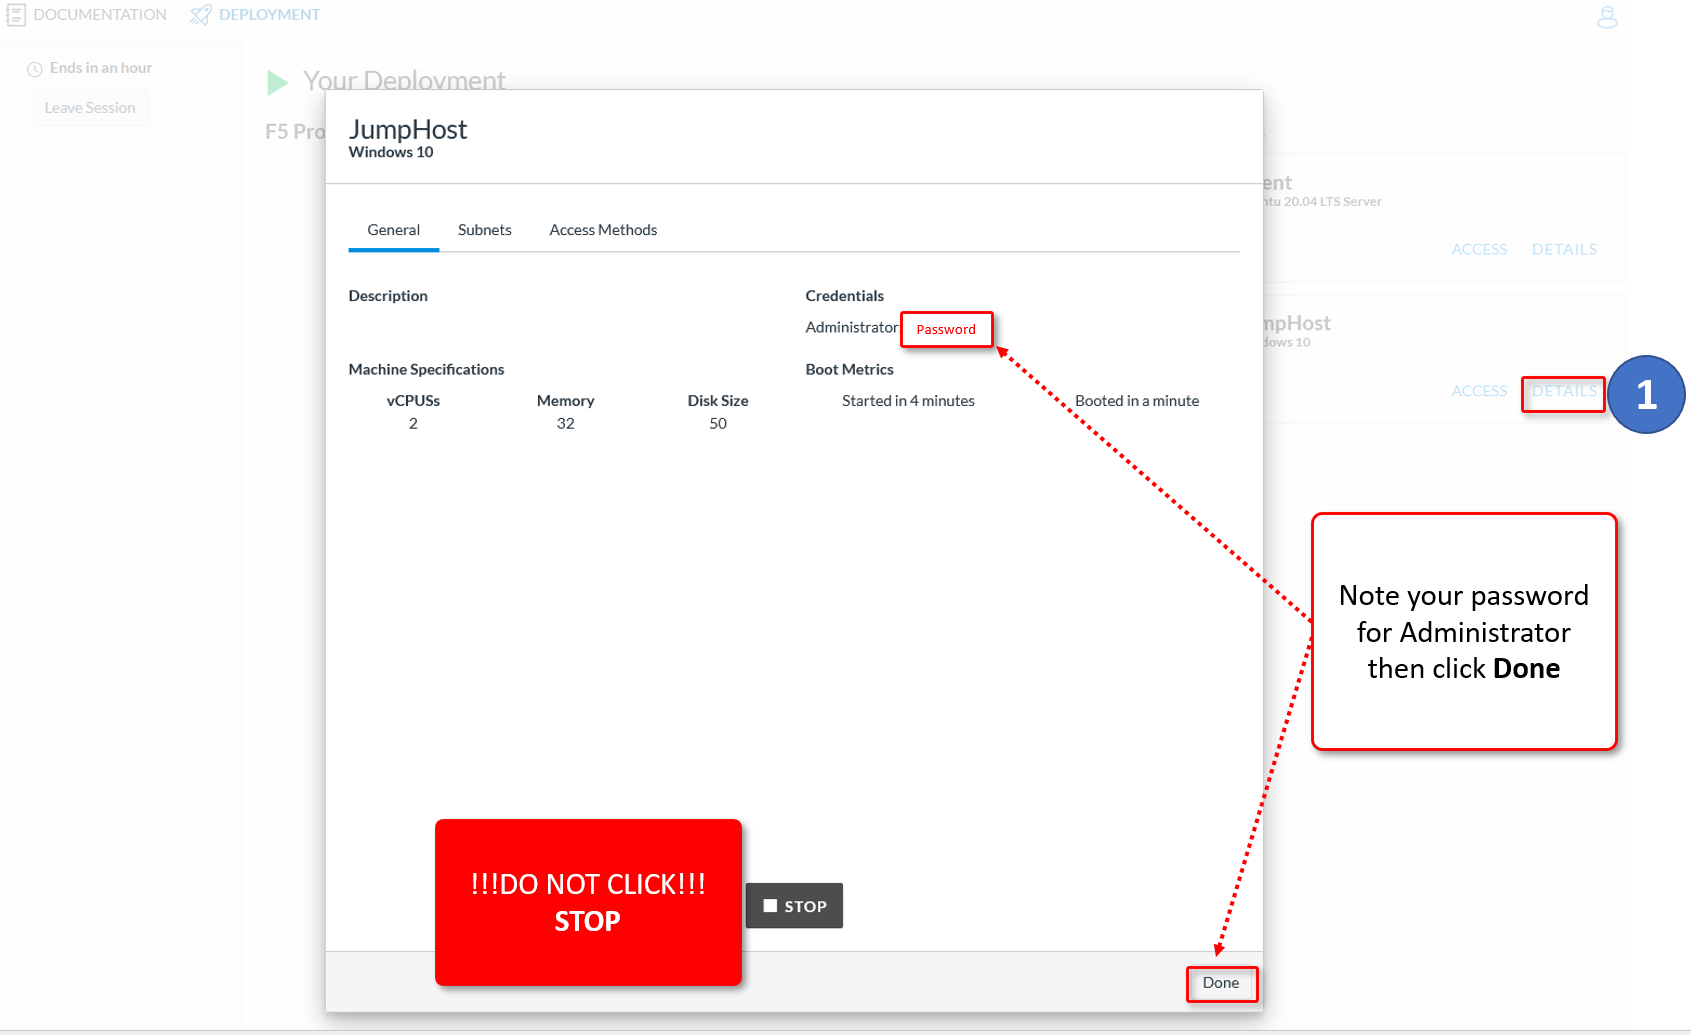 DOCUMENTATION
DEPLOYMENT
Ends in an hour
Leave Session
Your Deployment
F5 Pro
JumpHost
Windows 10
General
Subnets
Access Methods
Description
Credentials
Administrator
Password
Machine Specifications
Boot Metrics
vCPUSs
Memory
Disk Size
2
32
50
Started in 4 minutes
Booted in a minute
ent
ntu 20.04 LTS Server
ACCESS
DETAILS
mpHost
dows 10
ACCESS
DETAILS
1
Note your password
for Administrator
then click Done
!!!DO NOT CLICK!!!
STOP
STOP
Done